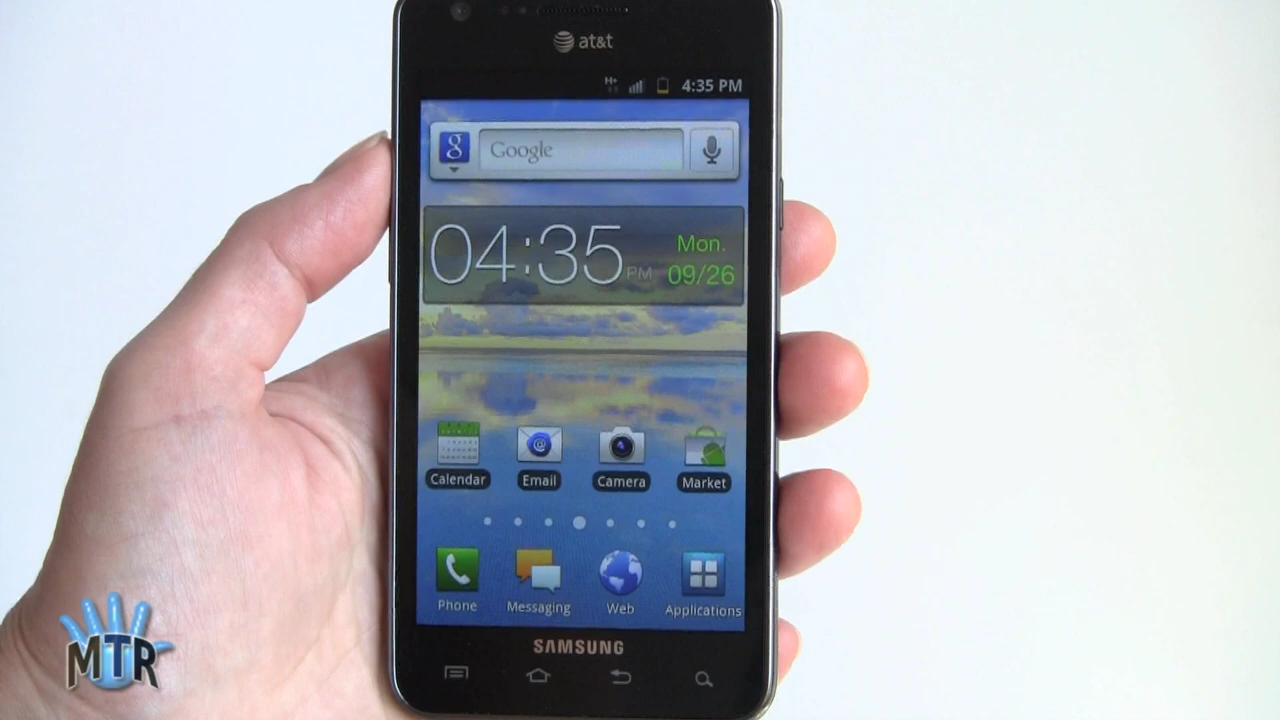 at&t
H+ 4:35 PM
g Google
04:35 PM
Mon.
09/26
Calendar Email Camera Market
Phone Messaging Web Applications
SAMSUNG
MTR